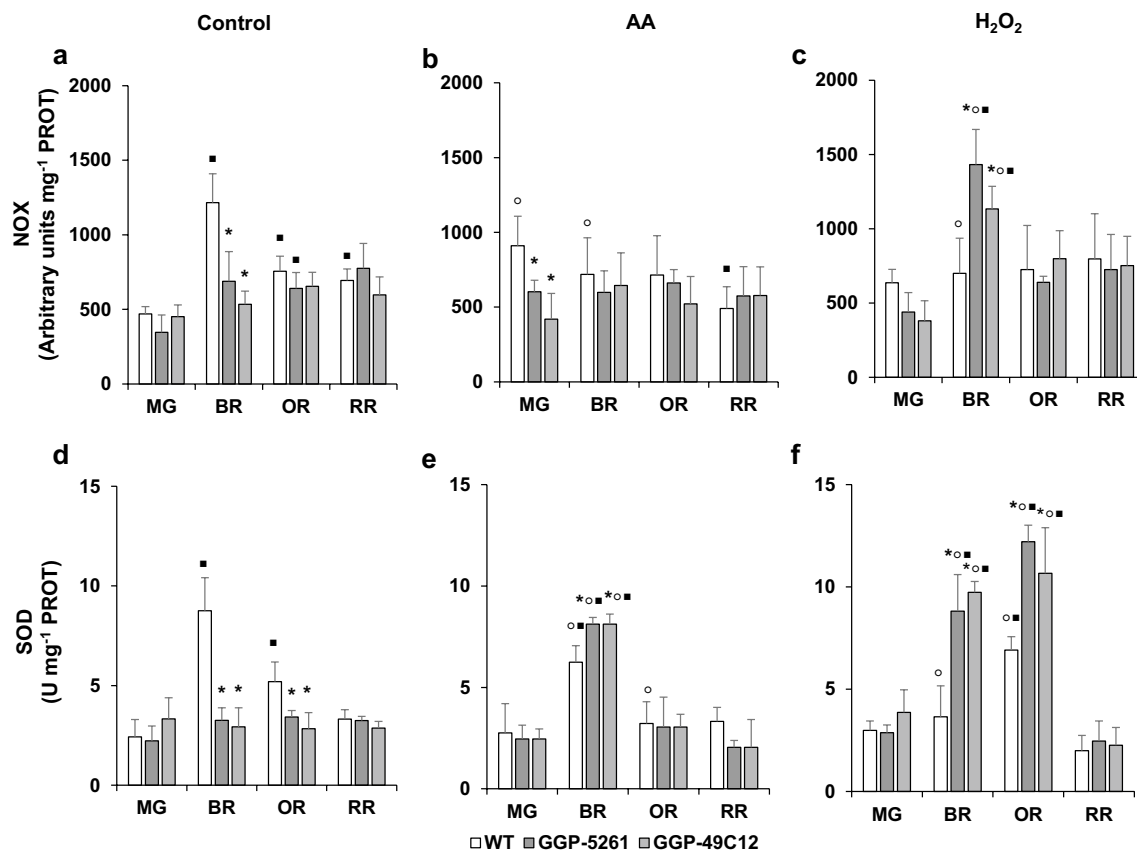 Control
AA
H₂O₂
a
b
c
NOX
(Arbitrary units mg⁻¹ PROT)
2000
1500
1000
500
0
■
*
*
■
■
■
MG BR OR RR
2000
1500
1000
500
0
○
*
*
○
■
MG BR OR RR
2000
1500
1000
500
0
*○■
*○■
○
MG BR OR RR
d
e
f
SOD
(U mg⁻¹ PROT)
15
10
5
0
■
* *
■
* *
MG BR OR RR
15
10
5
0
*○■ *○■
○■
○
MG BR OR RR
15
10
5
0
*○■ *○■
*○■
*○■
○■
○
MG BR OR RR
WT GGP-5261 GGP-49C12